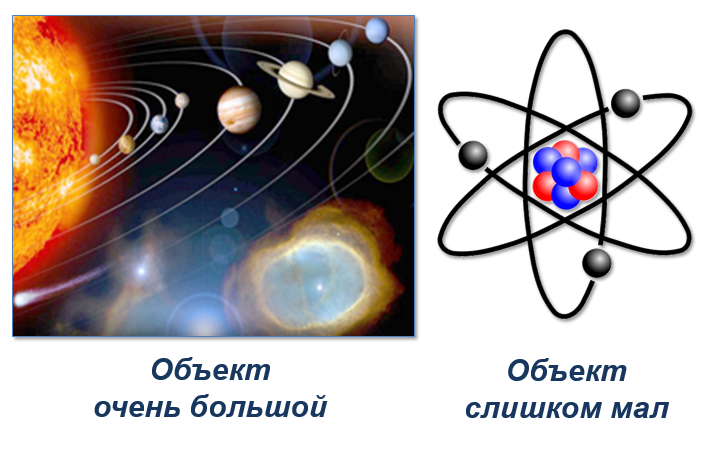 Объект
очень большой
Объект
слишком мал